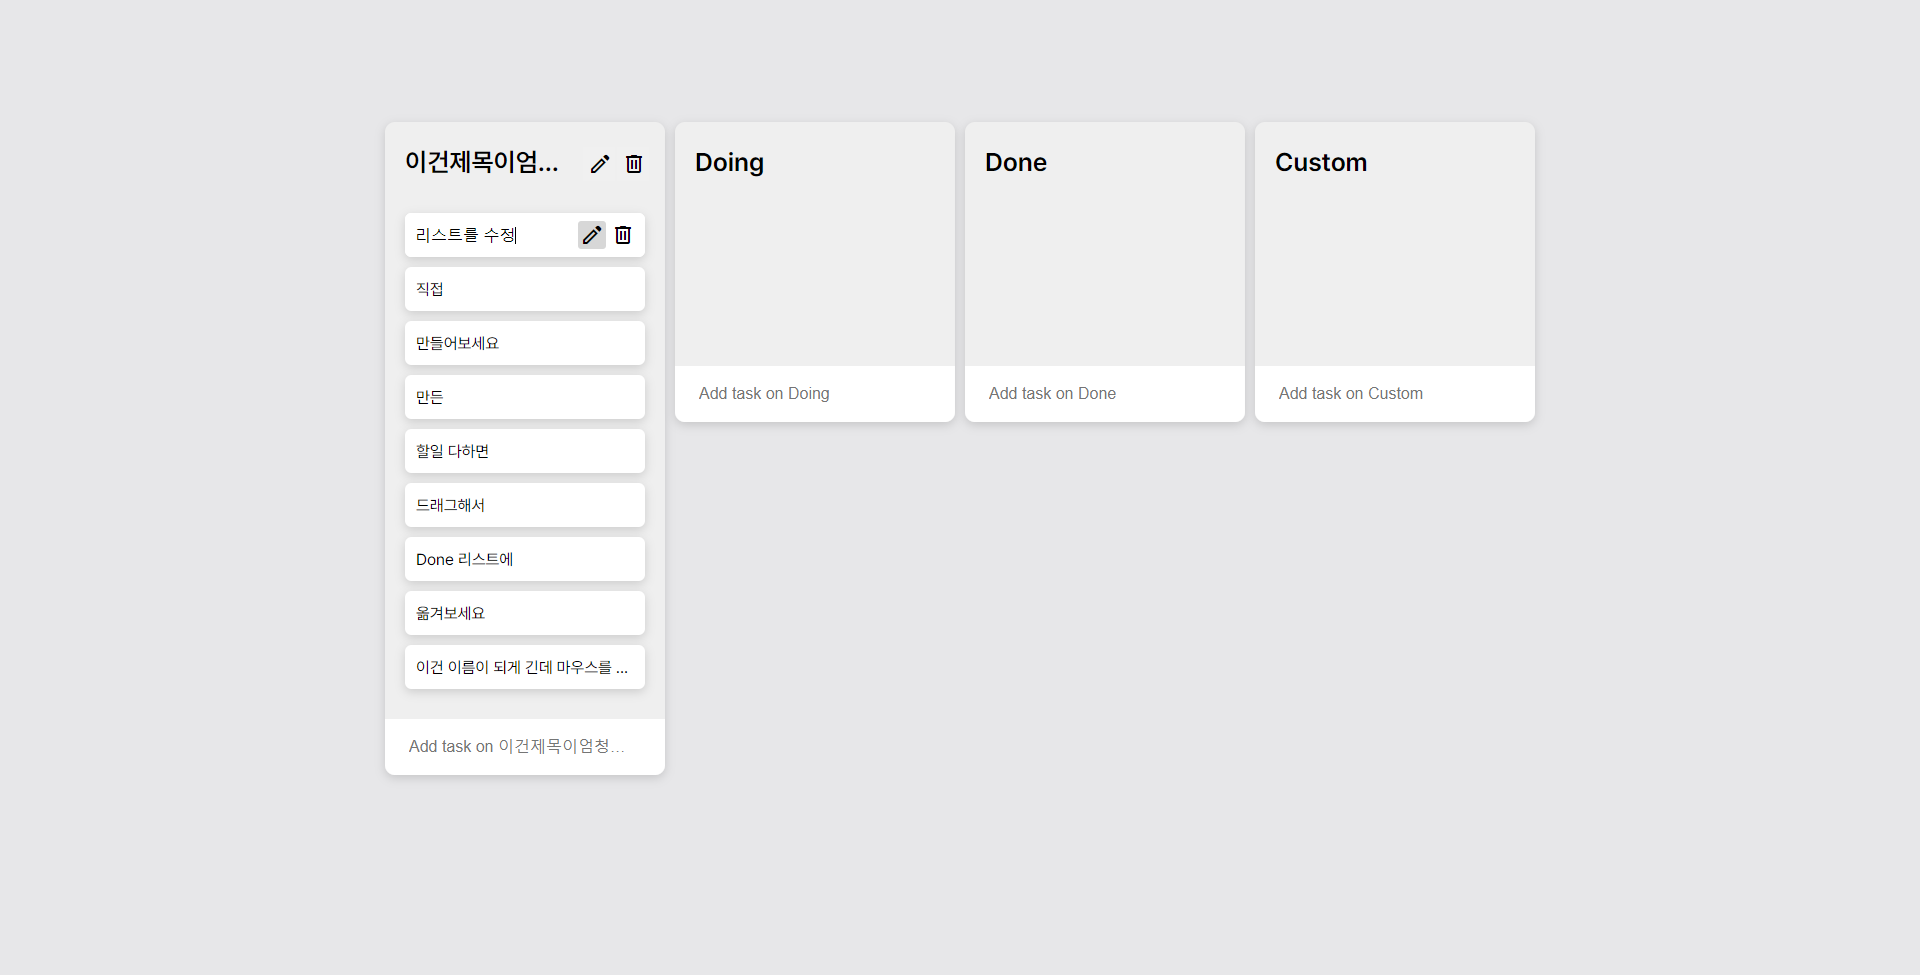 이건제목이엄...
리스트를 수정
직접
만들어보세요
만든
할일 다하면
드래그해서
Done 리스트에
옮겨보세요
이건 이름이 되게 긴데 마우스를 ...
Add task on 이건제목이엄청...
Doing
Add task on Doing
Done
Add task on Done
Custom
Add task on Custom